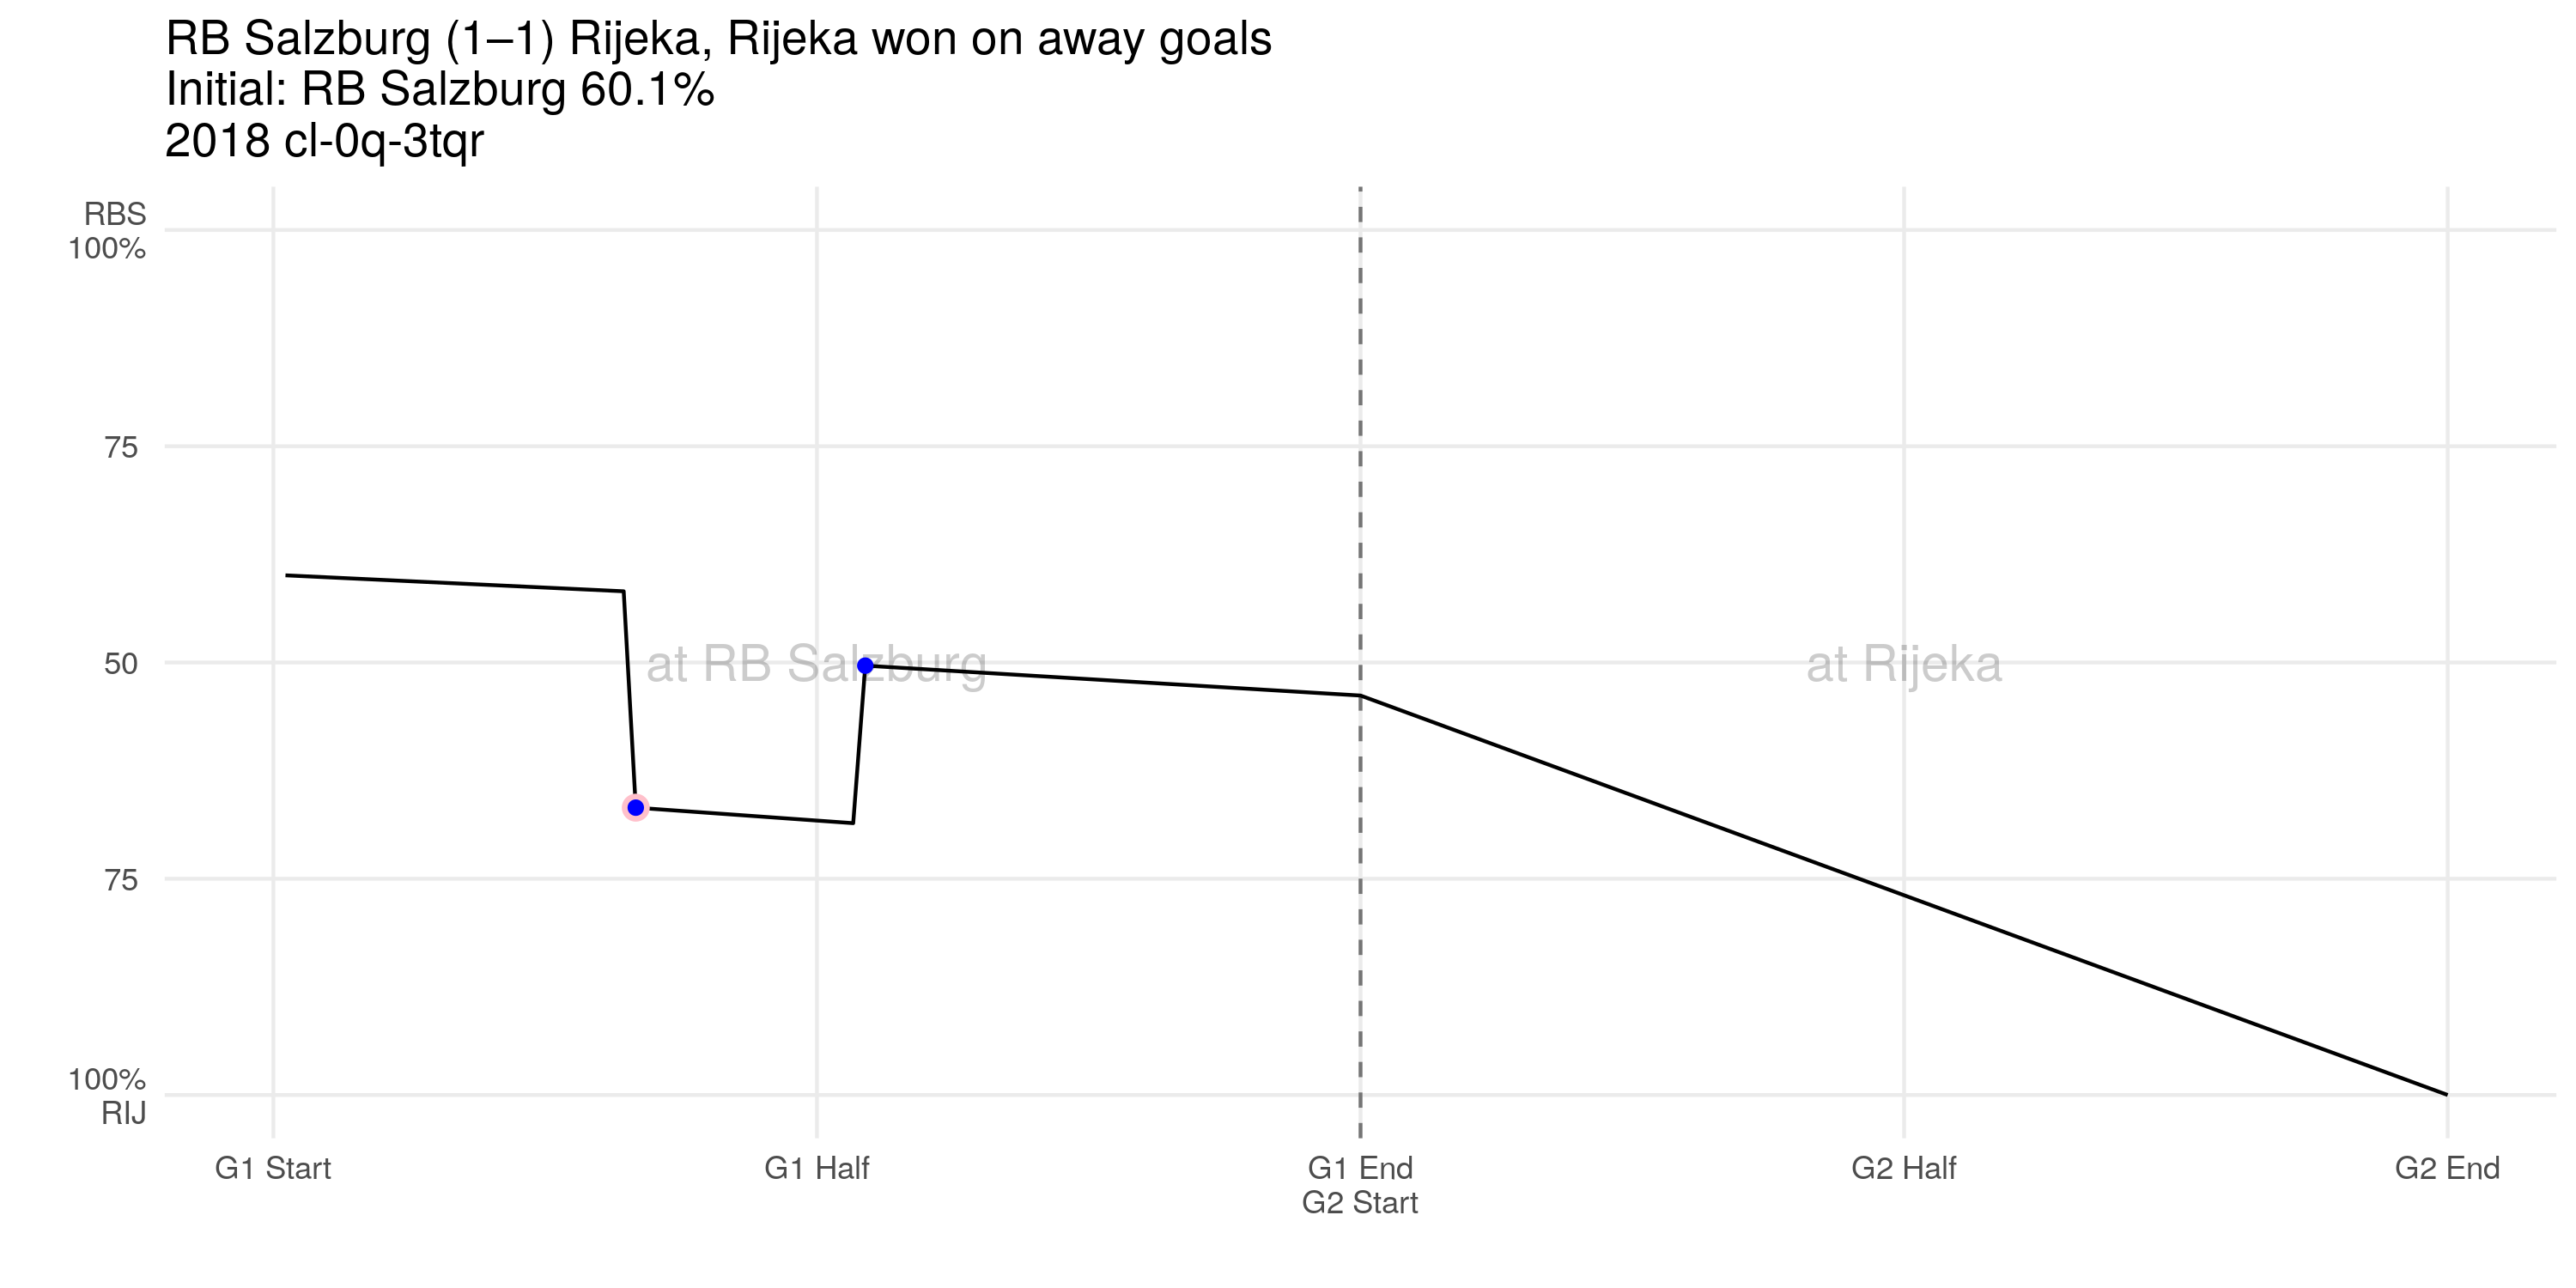 RB Salzburg (1–1) Rijeka, Rijeka won on away goals
Initial: RB Salzburg 60.1%
2018 cl-0q-3tqr
RBS
100%
75
50
75
100%
RIJ
at RB Salzburg
at Rijeka
G1 Start
G1 Half
G1 End
G2 Start
G2 Half
G2 End